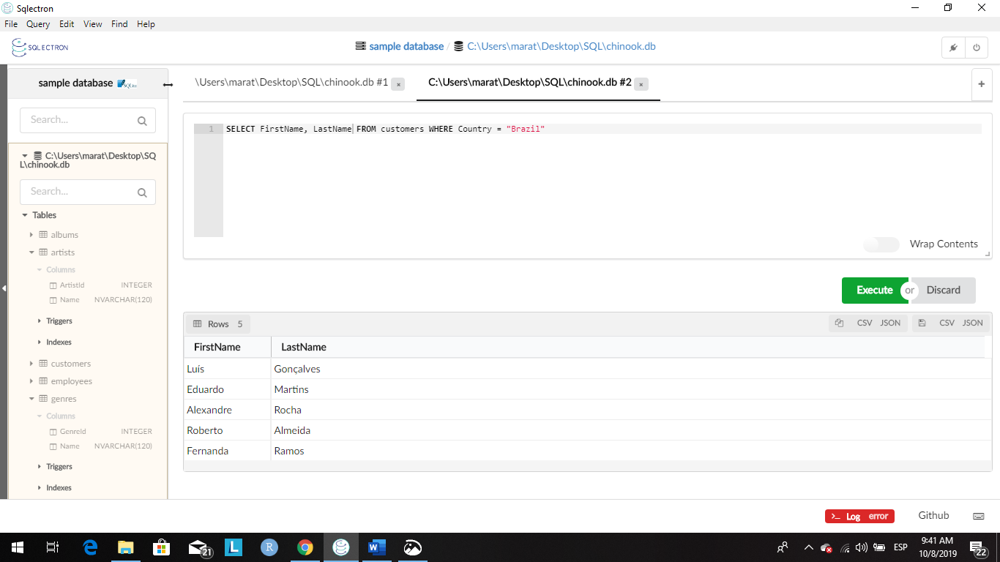 Sqlectron
File Query Edit View Find Help
SQLECTRON
sample database / C:\Users\marat\Desktop\SQL\chinook.db
sample database SQLite
\Users\marat\Desktop\SQL\chinook.db #1 ×
C:\Users\marat\Desktop\SQL\chinook.db #2 ×
+
Search...
C:\Users\marat\Desktop\SQ
L\chinook.db
Search...
Tables
albums
artists
Columns
ArtistId INTEGER
Name NVARCHAR(120)
Triggers
Indexes
customers
employees
genres
Columns
GenreId INTEGER
Name NVARCHAR(120)
Triggers
Indexes
1 SELECT FirstName, LastName FROM customers WHERE Country = "Brazil"
Wrap Contents
Execute or Discard
Rows 5
CSV JSON CSV JSON
FirstName LastName
Luís Gonçalves
Eduardo Martins
Alexandre Rocha
Roberto Almeida
Fernanda Ramos
Log error Github
21
L
R
W
ESP
9:41 AM
10/8/2019
22